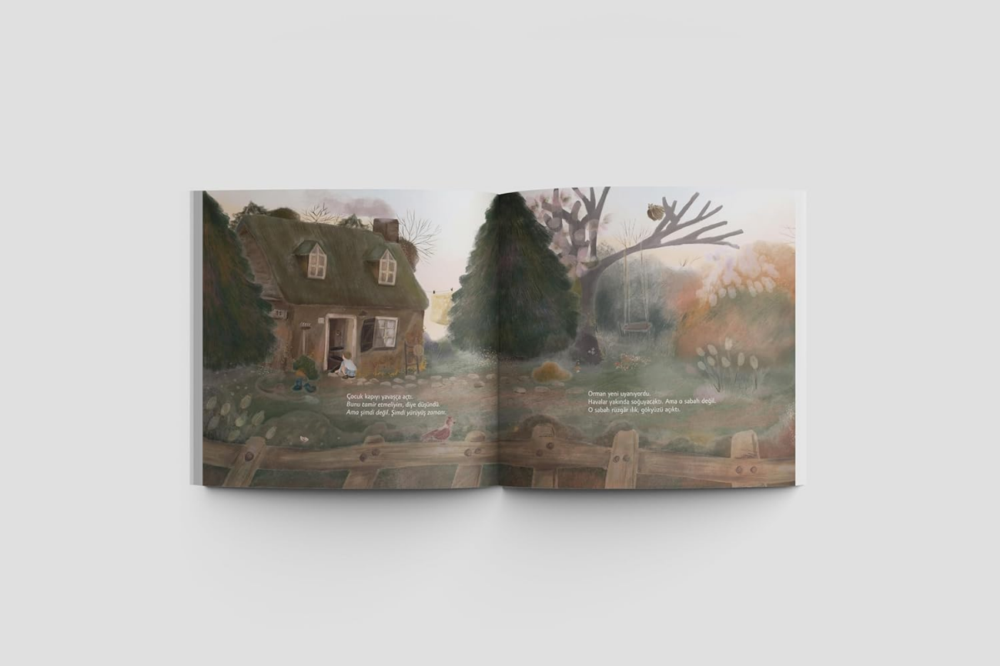 Çocuk kapıyı yavaşça açtı.
Bunu tamir etmeliyim, diye düşündü.
Ama şimdi değil. Şimdi yürüyüş zamanı.
Orman yeni uyanıyordu.
Havalar yakında soğuyacaktı. Ama o sabah değil.
O sabah rüzgâr ılık, gökyüzü açıktı.